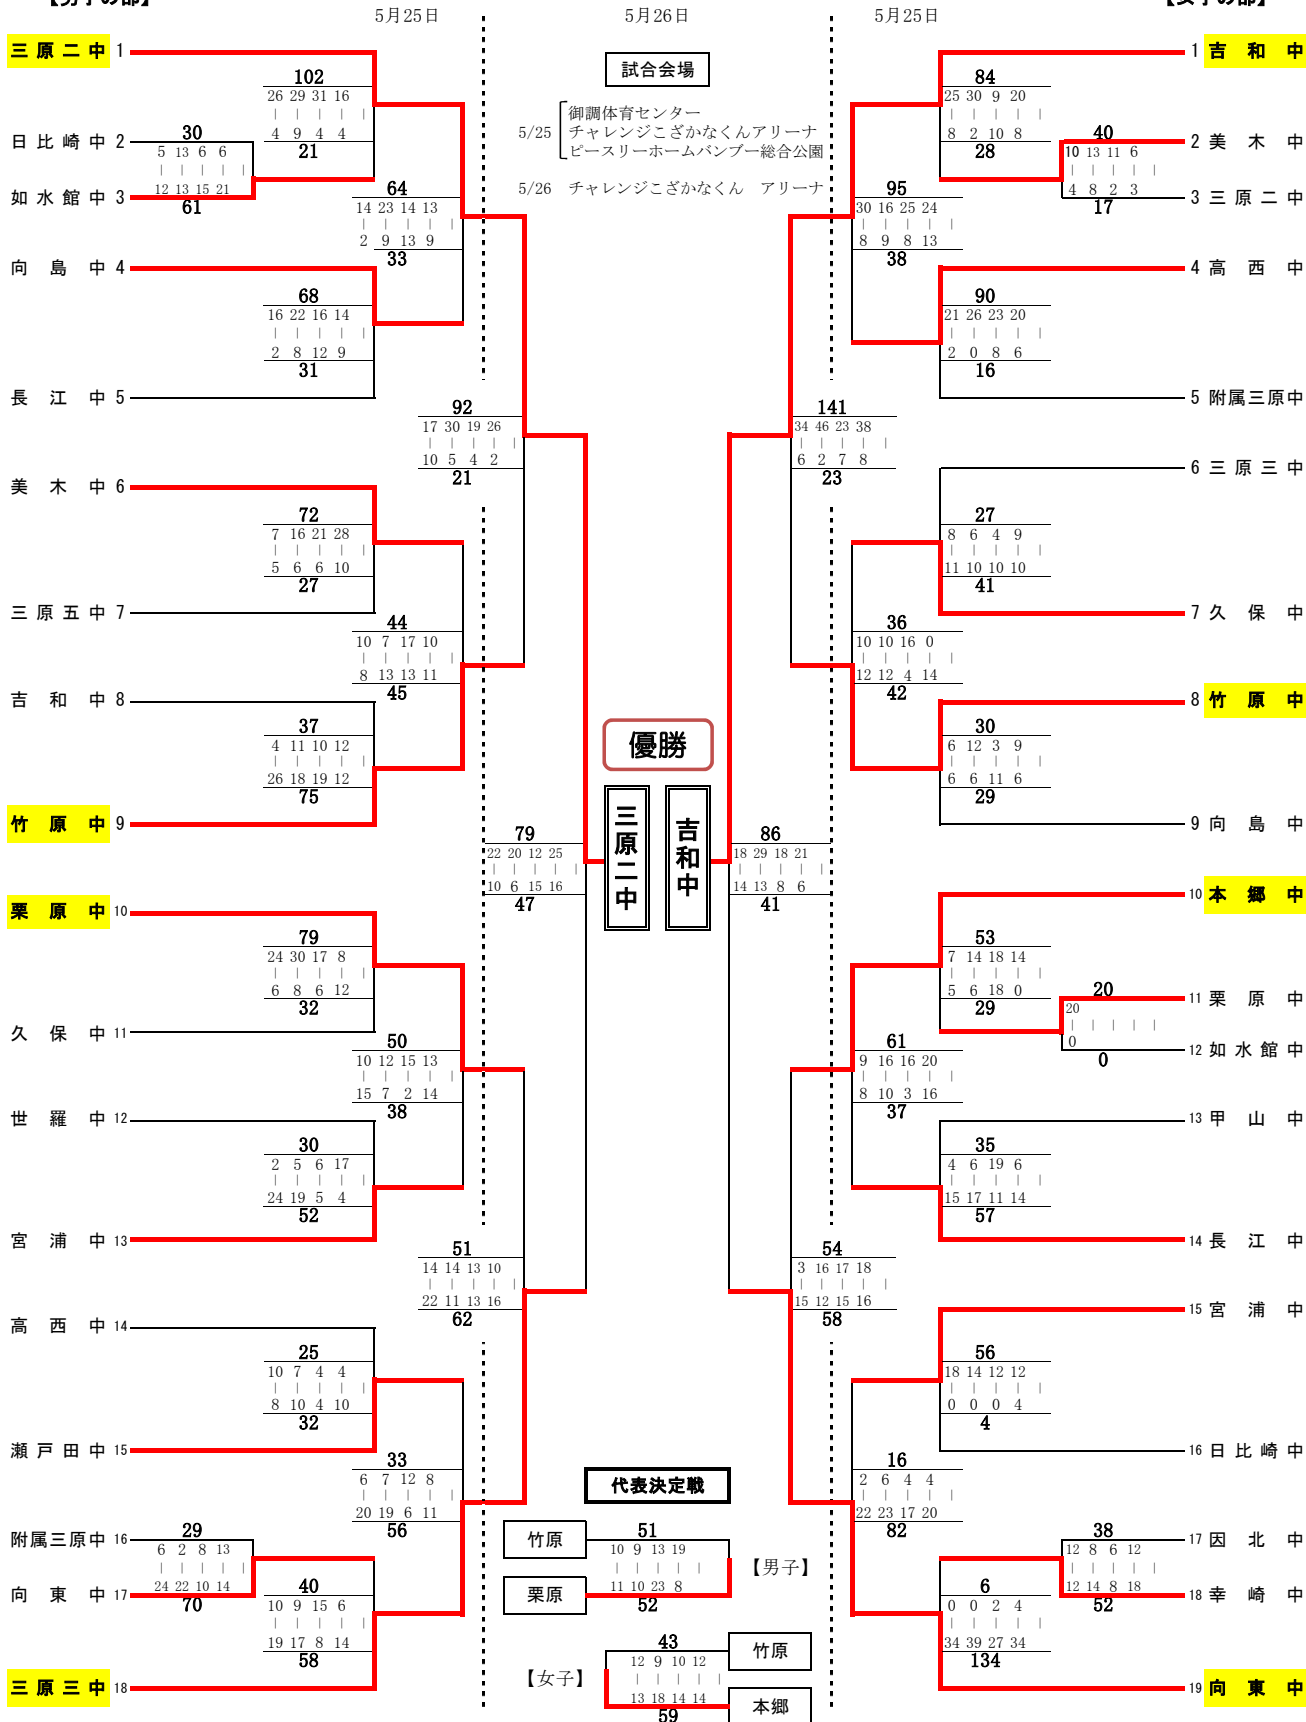 【男子の部】
【女子の部】
5月25日
5月26日
5月25日
試合会場
5/25
御調体育センター
チャレンジこざかなくんアリーナ
ピースリーホームバンブー総合公園
5/26 チャレンジこざかなくん アリーナ
三原二中 1
日比崎中 2
如水館中 3
向島中 4
長江中 5
美木中 6
三原五中 7
吉和中 8
竹原中 9
栗原中 10
久保中 11
世羅中 12
宮浦中 13
高西中 14
瀬戸田中 15
附属三原中 16
向東中 17
三原三中 18
102
26 29 31 16
4 9 4 4
21
30
5 13 6 6
12 13 15 21
61
64
14 23 14 13
2 9 13 9
33
68
16 22 16 14
2 8 12 9
31
92
17 30 19 26
10 5 4 2
21
72
7 16 21 28
5 6 6 10
27
44
10 7 17 10
8 13 13 11
45
37
4 11 10 12
26 18 19 12
75
79
22 20 12 25
10 6 15 16
47
79
24 30 17 8
6 8 6 12
32
50
10 12 15 13
15 7 2 14
38
30
2 5 6 17
24 19 5 4
52
51
14 14 13 10
22 11 13 16
62
25
10 7 4 4
8 10 4 10
32
33
6 7 12 8
20 19 6 11
56
29
6 2 8 13
24 22 10 14
70
40
10 9 15 6
19 17 8 14
58
優勝
三原二中
吉和中
1 吉和中
2 美木中
3 三原二中
4 高西中
5 附属三原中
6 三原三中
7 久保中
8 竹原中
9 向島中
10 本郷中
11 栗原中
12 如水館中
13 甲山中
14 長江中
15 宮浦中
16 日比崎中
17 因北中
18 幸崎中
19 向東中
84
25 30 9 20
8 2 10 8
28
40
10 13 11 6
4 8 2 3
17
95
30 16 25 24
8 9 8 13
38
90
21 26 23 20
2 0 8 6
16
141
34 46 23 38
6 2 7 8
23
27
8 6 4 9
11 10 10 10
41
36
10 10 16 0
12 12 4 14
42
30
6 12 3 9
6 6 11 6
29
86
18 29 18 21
14 13 8 6
41
53
7 14 18 14
5 6 18 0
29
20
20
0
0
61
9 16 16 20
8 10 3 16
37
35
4 6 19 6
15 17 11 14
57
54
3 16 17 18
15 12 15 16
58
56
18 14 12 12
0 0 0 4
4
16
2 6 4 4
22 23 17 20
82
38
12 8 6 12
12 14 8 18
52
6
0 0 2 4
34 39 27 34
134
代表決定戦
竹原
51
10 9 13 19
【男子】
栗原
11 10 23 8
52
43
竹原
12 9 10 12
【女子】
13 18 14 14
本郷
59